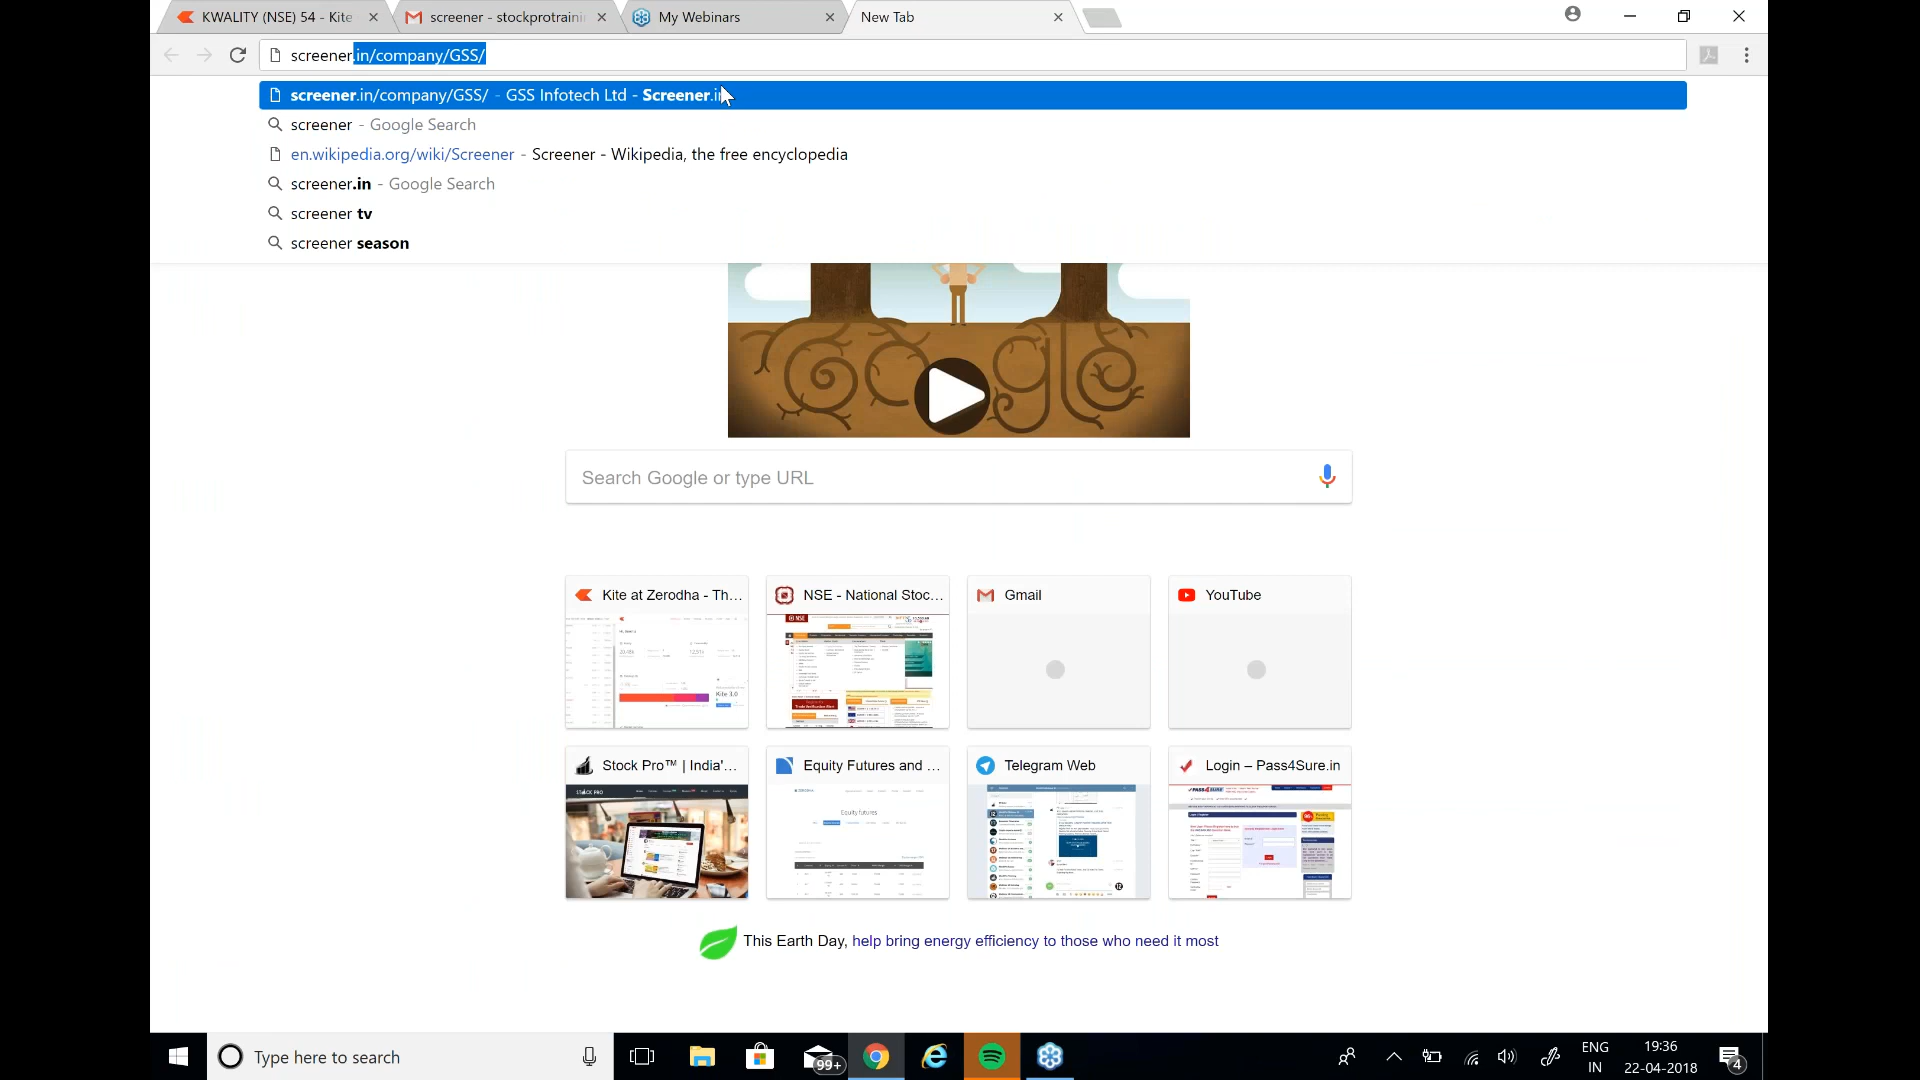 KWALITY (NSE) 54 - Kite
screener - stockprotraini
My Webinars
New Tab
screener.in/company/GSS/
screener.in/company/GSS/ - GSS Infotech Ltd - Screener.in
screener - Google Search
en.wikipedia.org/wiki/Screener - Screener - Wikipedia, the free encyclopedia
screener.in - Google Search
screener tv
screener season
Search Google or type URL
Kite at Zerodha - Th...
NSE - National Stoc...
Gmail
YouTube
Stock Pro™ | India'...
Equity Futures and ...
Telegram Web
Login – Pass4Sure.in
This Earth Day, help bring energy efficiency to those who need it most
Type here to search
99+
ENG
IN
19:36
22-04-2018
4